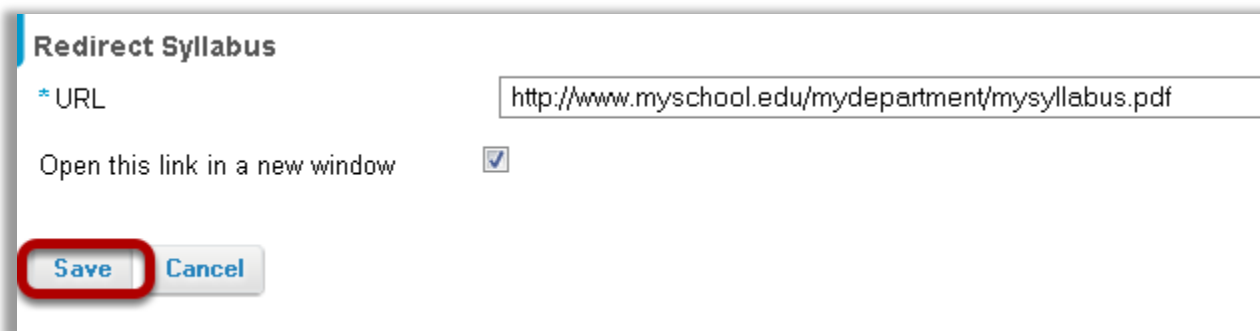 Redirect Syllabus
* URL http://www.myschool.edu/mydepartment/mysyllabus.pdf
Open this link in a new window
Save Cancel